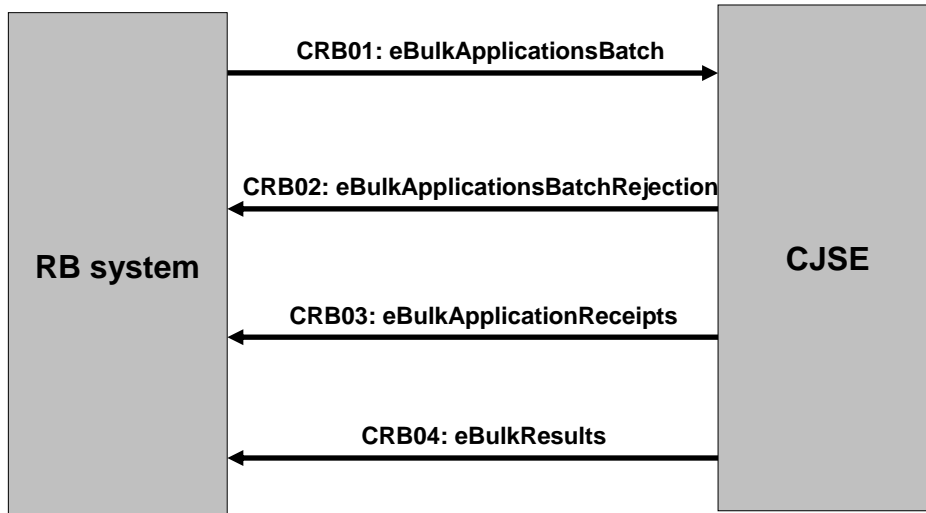 CRB01: eBulkApplicationsBatch
CRB02: eBulkApplicationsBatchRejection
RB system
CJSE
CRB03: eBulkApplicationReceipts
CRB04: eBulkResults